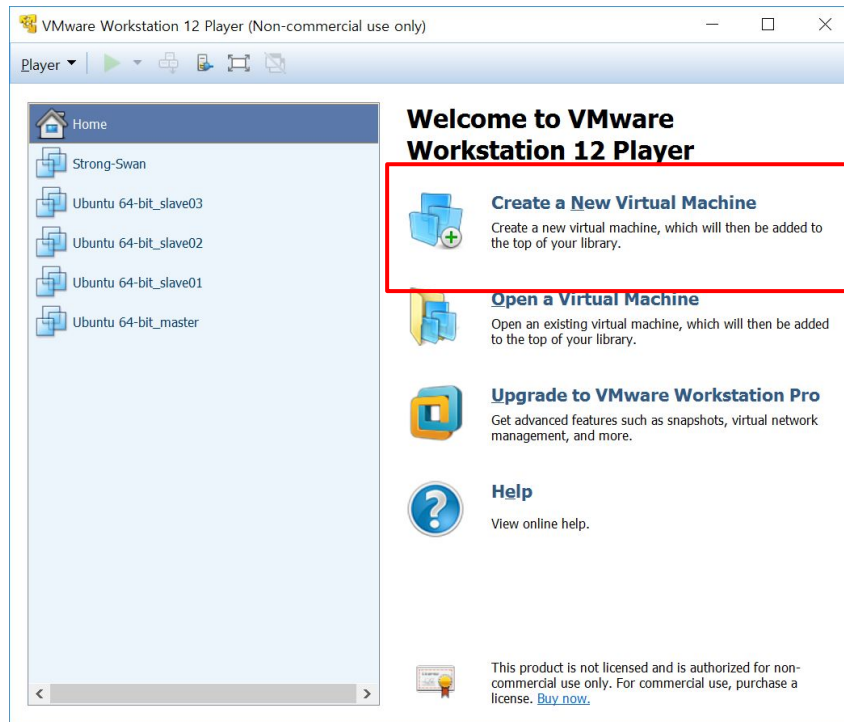 VMware Workstation 12 Player (Non-commercial use only)
Player
Home
Strong-Swan
Ubuntu 64-bit_slave03
Ubuntu 64-bit_slave02
Ubuntu 64-bit_slave01
Ubuntu 64-bit_master
Welcome to VMware
Workstation 12 Player
Create a New Virtual Machine
Create a new virtual machine, which will then be added to
the top of your library.
Open a Virtual Machine
Open an existing virtual machine, which will then be added
to the top of your library.
Upgrade to VMware Workstation Pro
Get advanced features such as snapshots, virtual network
management, and more.
Help
View online help.
This product is not licensed and is authorized for non-
commercial use only. For commercial use, purchase a
license. Buy now.